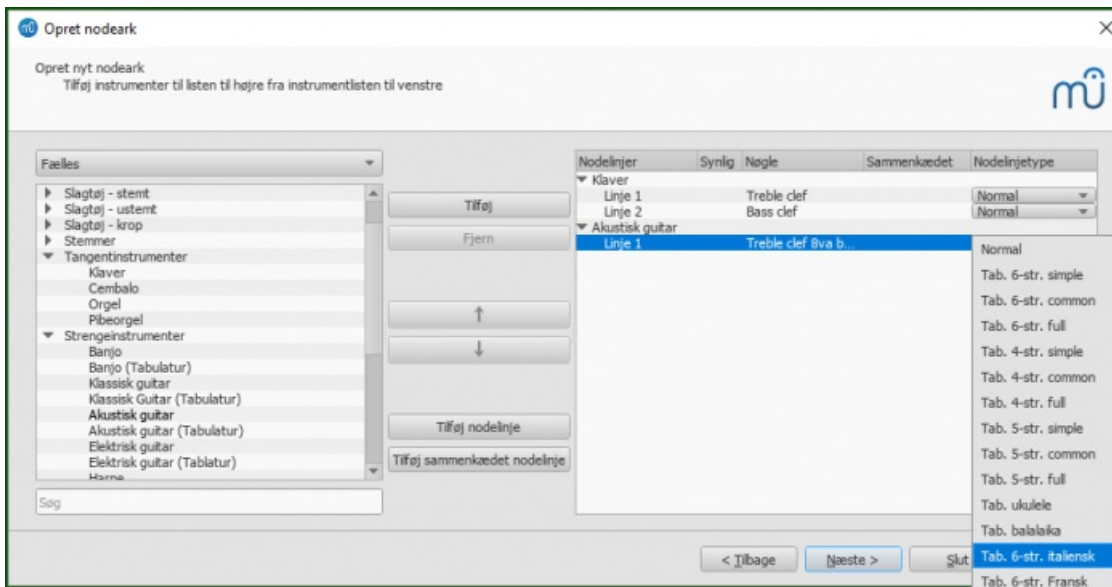 Opret nodeark
Opret nyt nodeark
Tilføj instrumenter til listen til højre fra instrumentlisten til venstre
Fælles
Slagtøj - stemt
Slagtøj - ustemt
Slagtøj - krop
Stemmer
Tangentinstrumenter
Klaver
Cembalo
Orgel
Pibeorgel
Strengeinstrumenter
Banjo
Banjo (Tabulatur)
Klassisk guitar
Klassisk Guitar (Tabulatur)
Akustisk guitar
Akustisk guitar (Tabulatur)
Elektrisk guitar
Elektrisk guitar (Tablatur)
Harpe
Søg
Tilføj
Fjern
↑
↓
Tilføj nodelinje
Tilføj sammenkædet nodelinje
Nodelinjer Synlig Nøgle Sammenkædet Nodelinjetype
Klaver
Linje 1 Treble clef Normal
Linje 2 Bass clef Normal
Akustisk guitar
Linje 1 Treble clef 8va b...
Normal
Tab. 6-str. simple
Tab. 6-str. common
Tab. 6-str. full
Tab. 4-str. simple
Tab. 4-str. common
Tab. 4-str. full
Tab. 5-str. simple
Tab. 5-str. common
Tab. 5-str. full
Tab. ukulele
Tab. balalaika
Tab. 6-str. italiensk
Tab. 6-str. Fransk
< Tilbage Næste > Slut